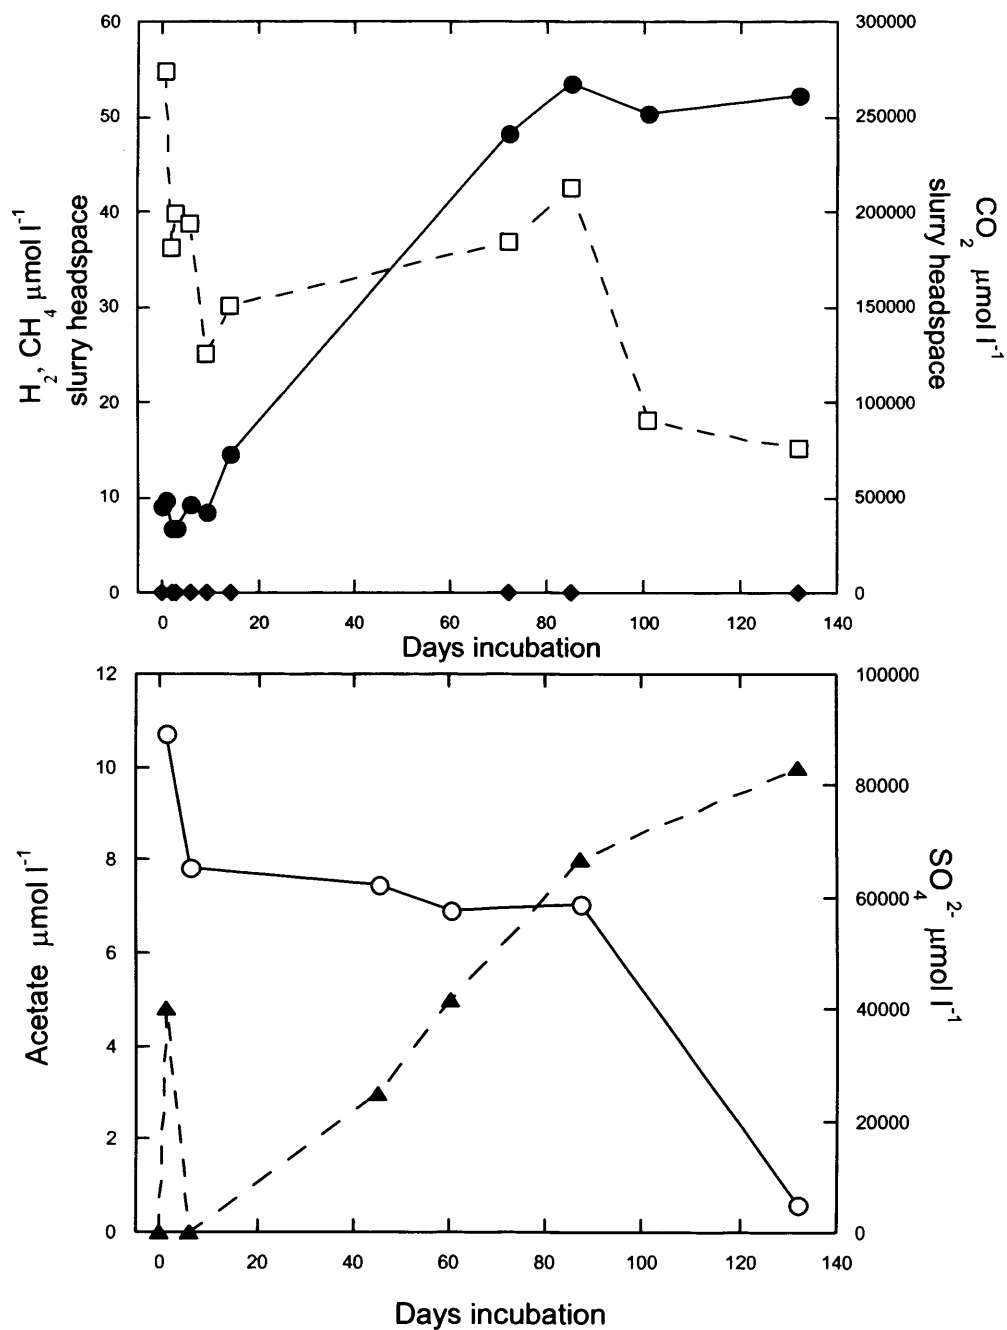 60
50
40
30
20
10
0
H₂, CH₄ μmol l⁻¹
slurry headspace
300000
250000
200000
150000
100000
50000
0
CO₂ μmol l⁻¹
slurry headspace
0 20 40 60 80 100 120 140
Days incubation
12
10
8
6
4
2
0
Acetate μmol l⁻¹
100000
80000
60000
40000
20000
0
SO₄²⁻ μmol l⁻¹
0 20 40 60 80 100 120 140
Days incubation